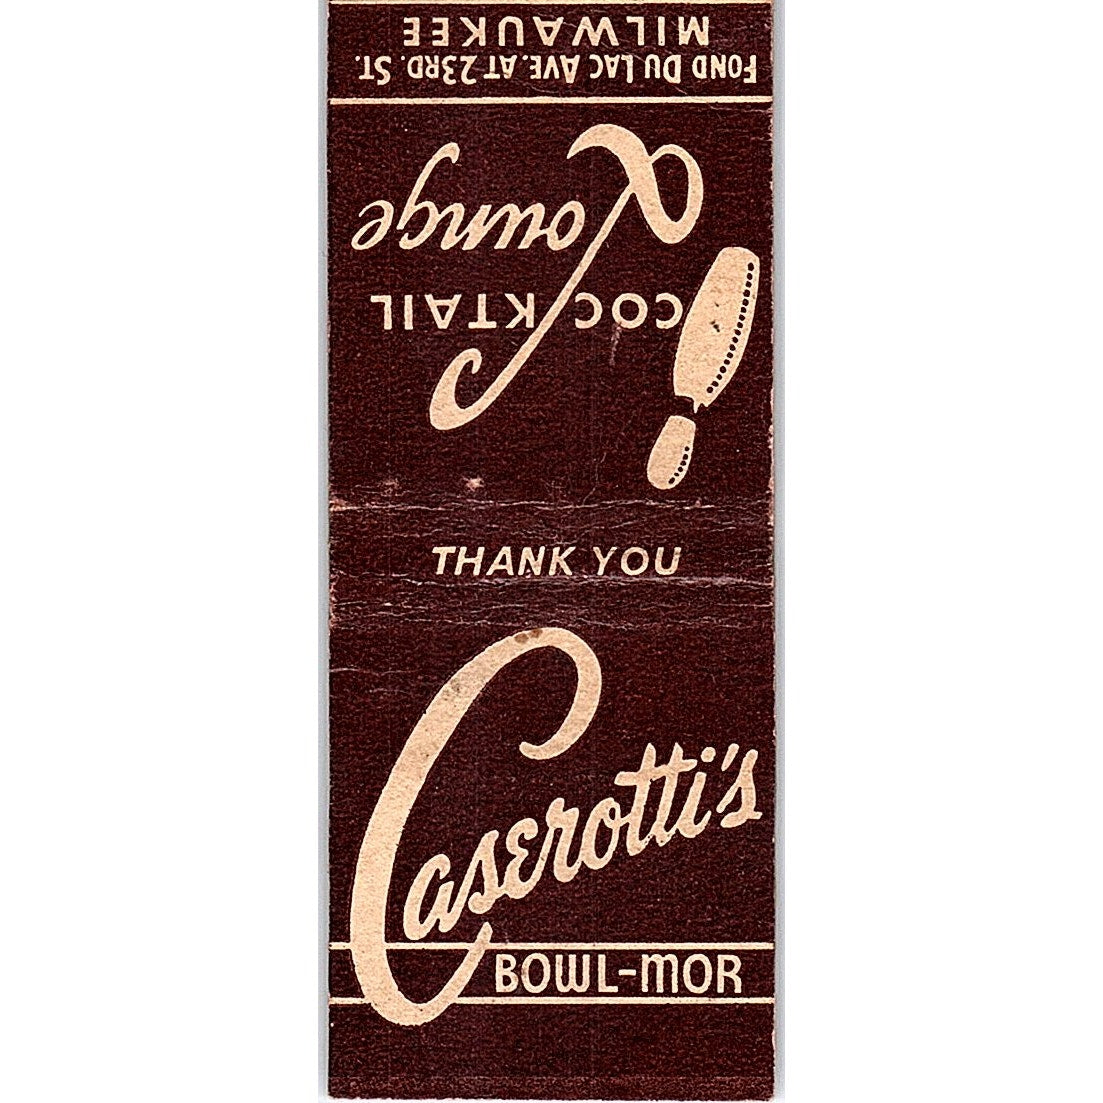 COCKTAIL
Lounge
FOND DU LAC AVE. AT 23RD. ST.
MILWAUKEE
THANK YOU
Caserotti's
BOWL-MOR